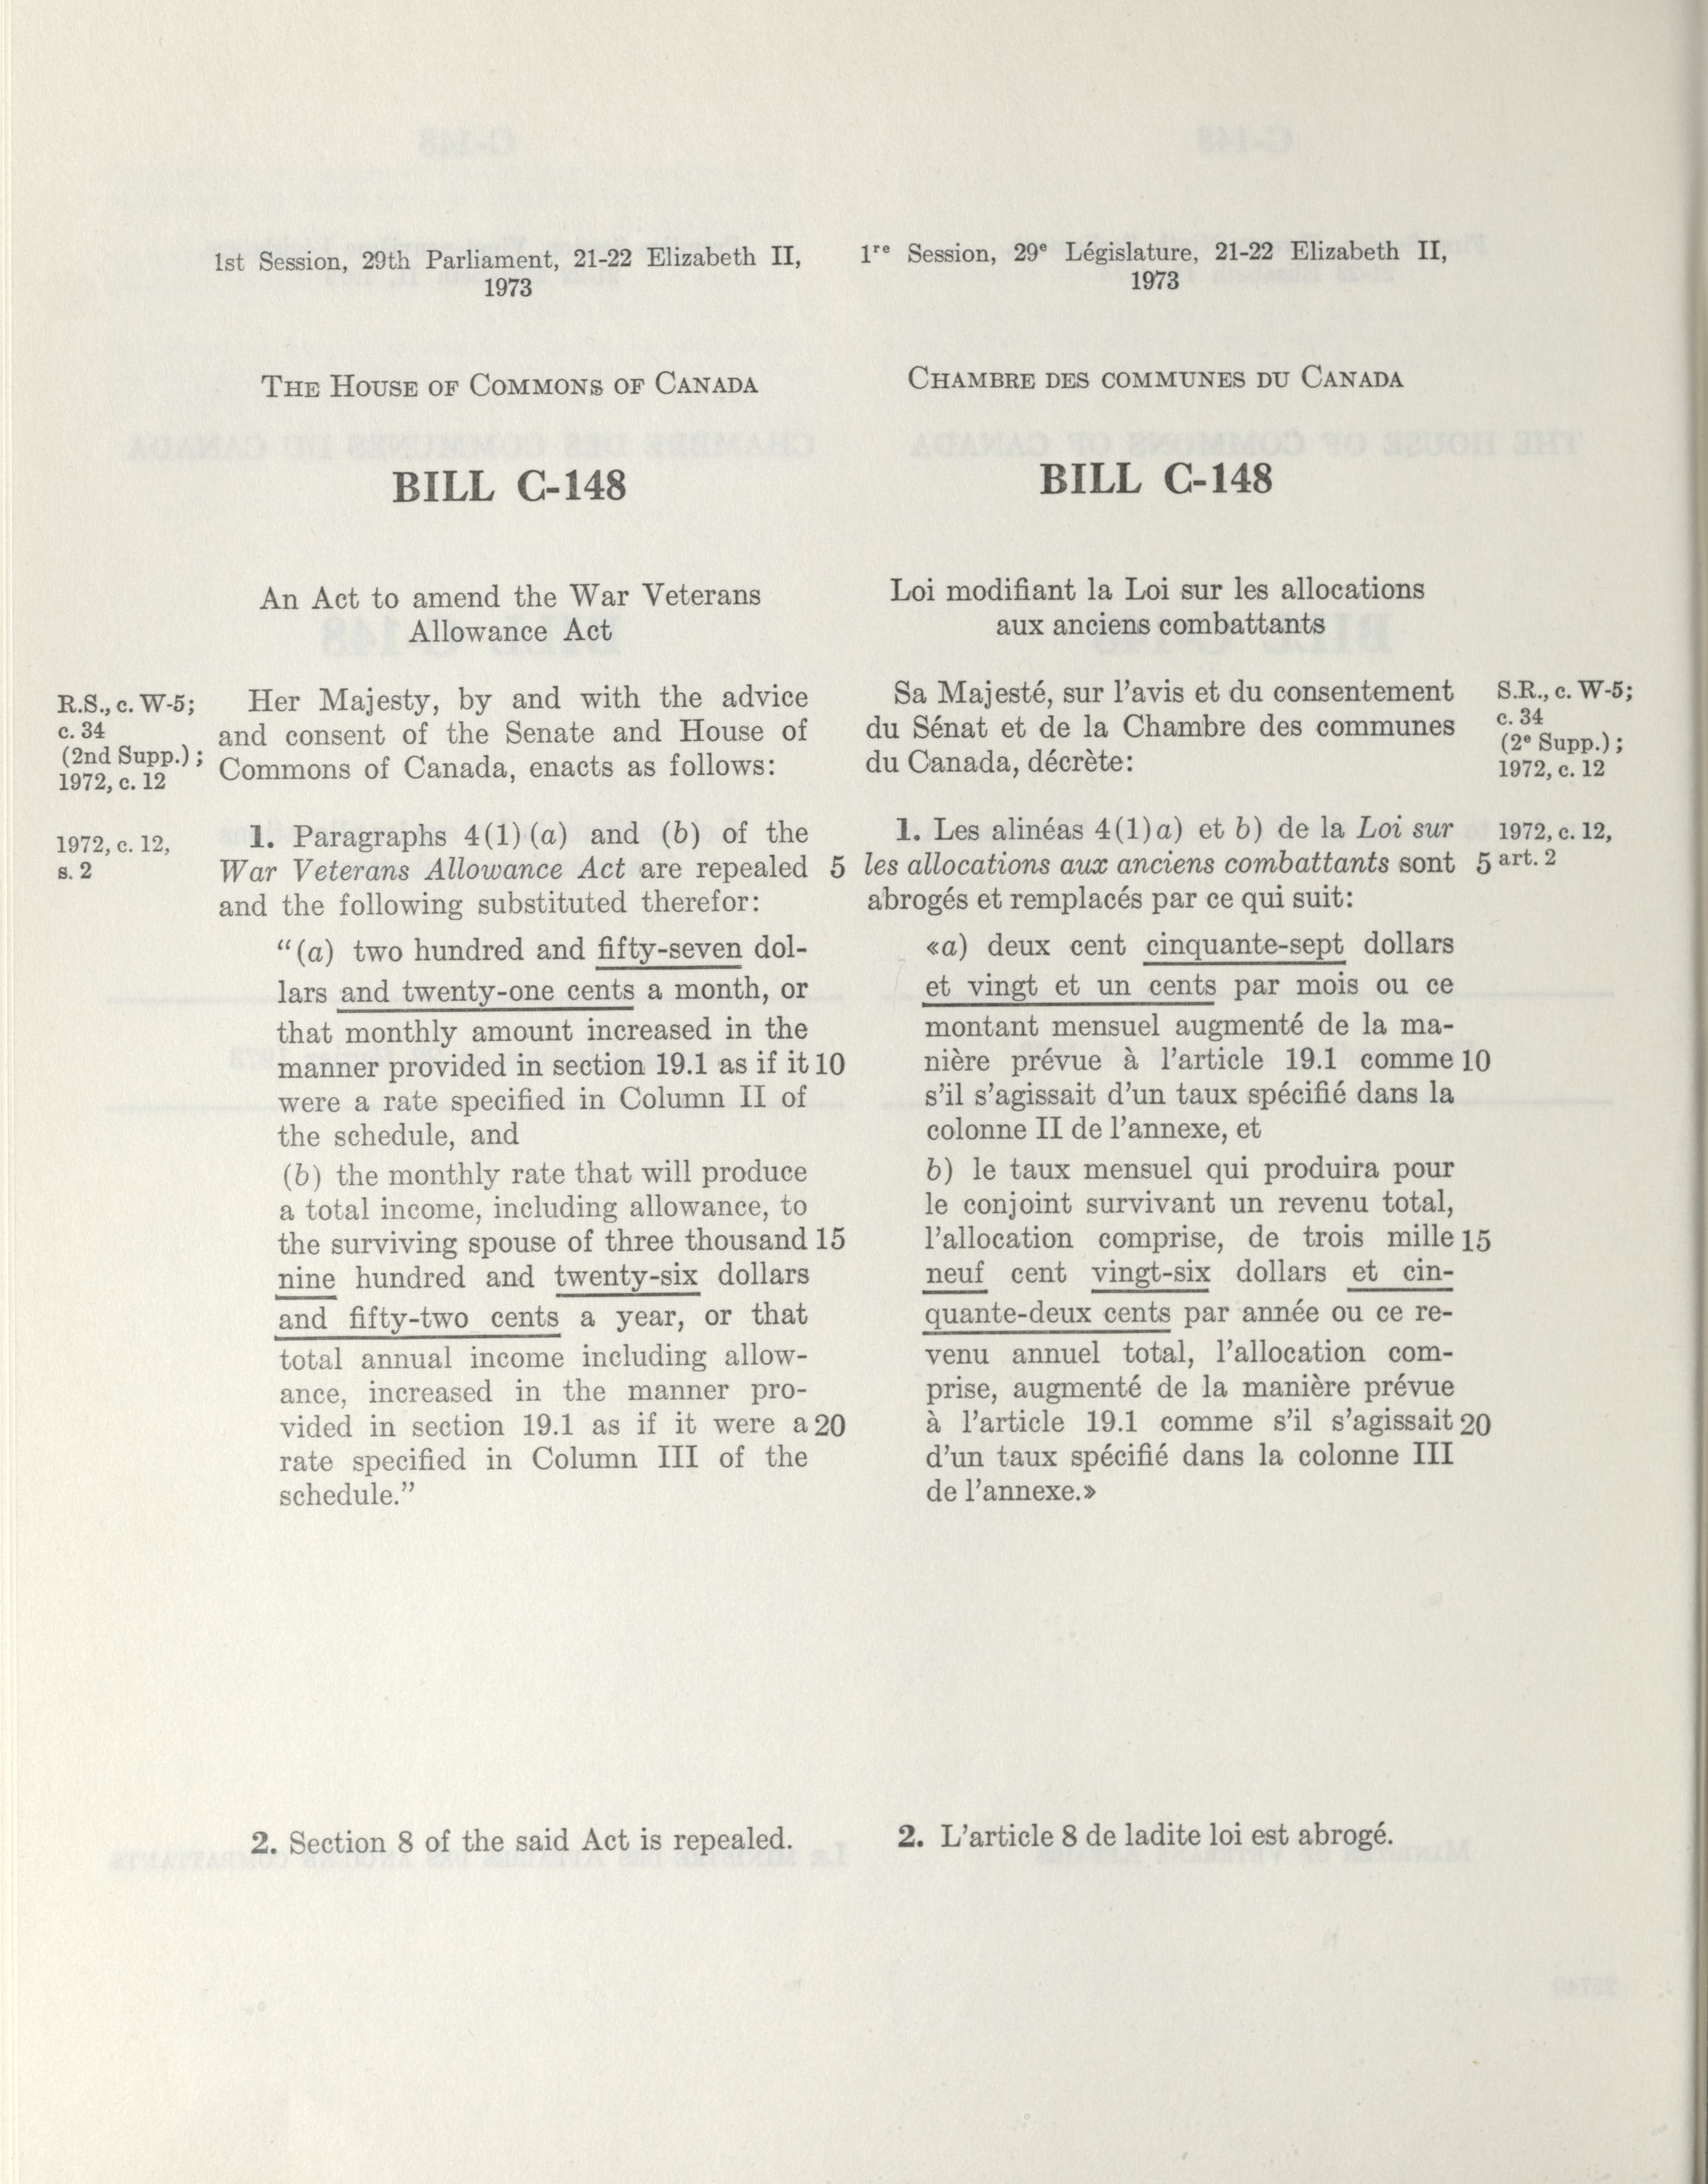 1st Session, 29th Parliament, 21-22 Elizabeth II,
1973
THE HOUSE OF COMMONS OF CANADA
BILL C-148
An Act to amend the War Veterans
Allowance Act
R.S., c. W-5;
c. 34
(2nd Supp.);
1972, c. 12
Her Majesty, by and with the advice
and consent of the Senate and House of
Commons of Canada, enacts as follows:
1972, c. 12,
s. 2
1. Paragraphs 4(1)(a) and (b) of the
War Veterans Allowance Act are repealed 5
and the following substituted therefor:
“(a) two hundred and fifty-seven dol-
lars and twenty-one cents a month, or
that monthly amount increased in the
manner provided in section 19.1 as if it 10
were a rate specified in Column II of
the schedule, and
(b) the monthly rate that will produce
a total income, including allowance, to
the surviving spouse of three thousand 15
nine hundred and twenty-six dollars
and fifty-two cents a year, or that
total annual income including allow-
ance, increased in the manner pro-
vided in section 19.1 as if it were a 20
rate specified in Column III of the
schedule.”
2. Section 8 of the said Act is repealed.
1re Session, 29e Législature, 21-22 Elizabeth II,
1973
CHAMBRE DES COMMUNES DU CANADA
BILL C-148
Loi modifiant la Loi sur les allocations
aux anciens combattants
Sa Majesté, sur l’avis et du consentement
du Sénat et de la Chambre des communes
du Canada, décrète:
S.R., c. W-5;
c. 34
(2e Supp.);
1972, c. 12
1. Les alinéas 4(1)a) et b) de la Loi sur
les allocations aux anciens combattants sont 5
abrogés et remplacés par ce qui suit:
1972, c. 12,
art. 2
«a) deux cent cinquante-sept dollars
et vingt et un cents par mois ou ce
montant mensuel augmenté de la ma-
nière prévue à l’article 19.1 comme 10
s’il s’agissait d’un taux spécifié dans la
colonne II de l’annexe, et
b) le taux mensuel qui produira pour
le conjoint survivant un revenu total,
l’allocation comprise, de trois mille 15
neuf cent vingt-six dollars et cin-
quante-deux cents par année ou ce re-
venu annuel total, l’allocation com-
prise, augmenté de la manière prévue
à l’article 19.1 comme s’il s’agissait 20
d’un taux spécifié dans la colonne III
de l’annexe.»
2. L’article 8 de ladite loi est abrogé.